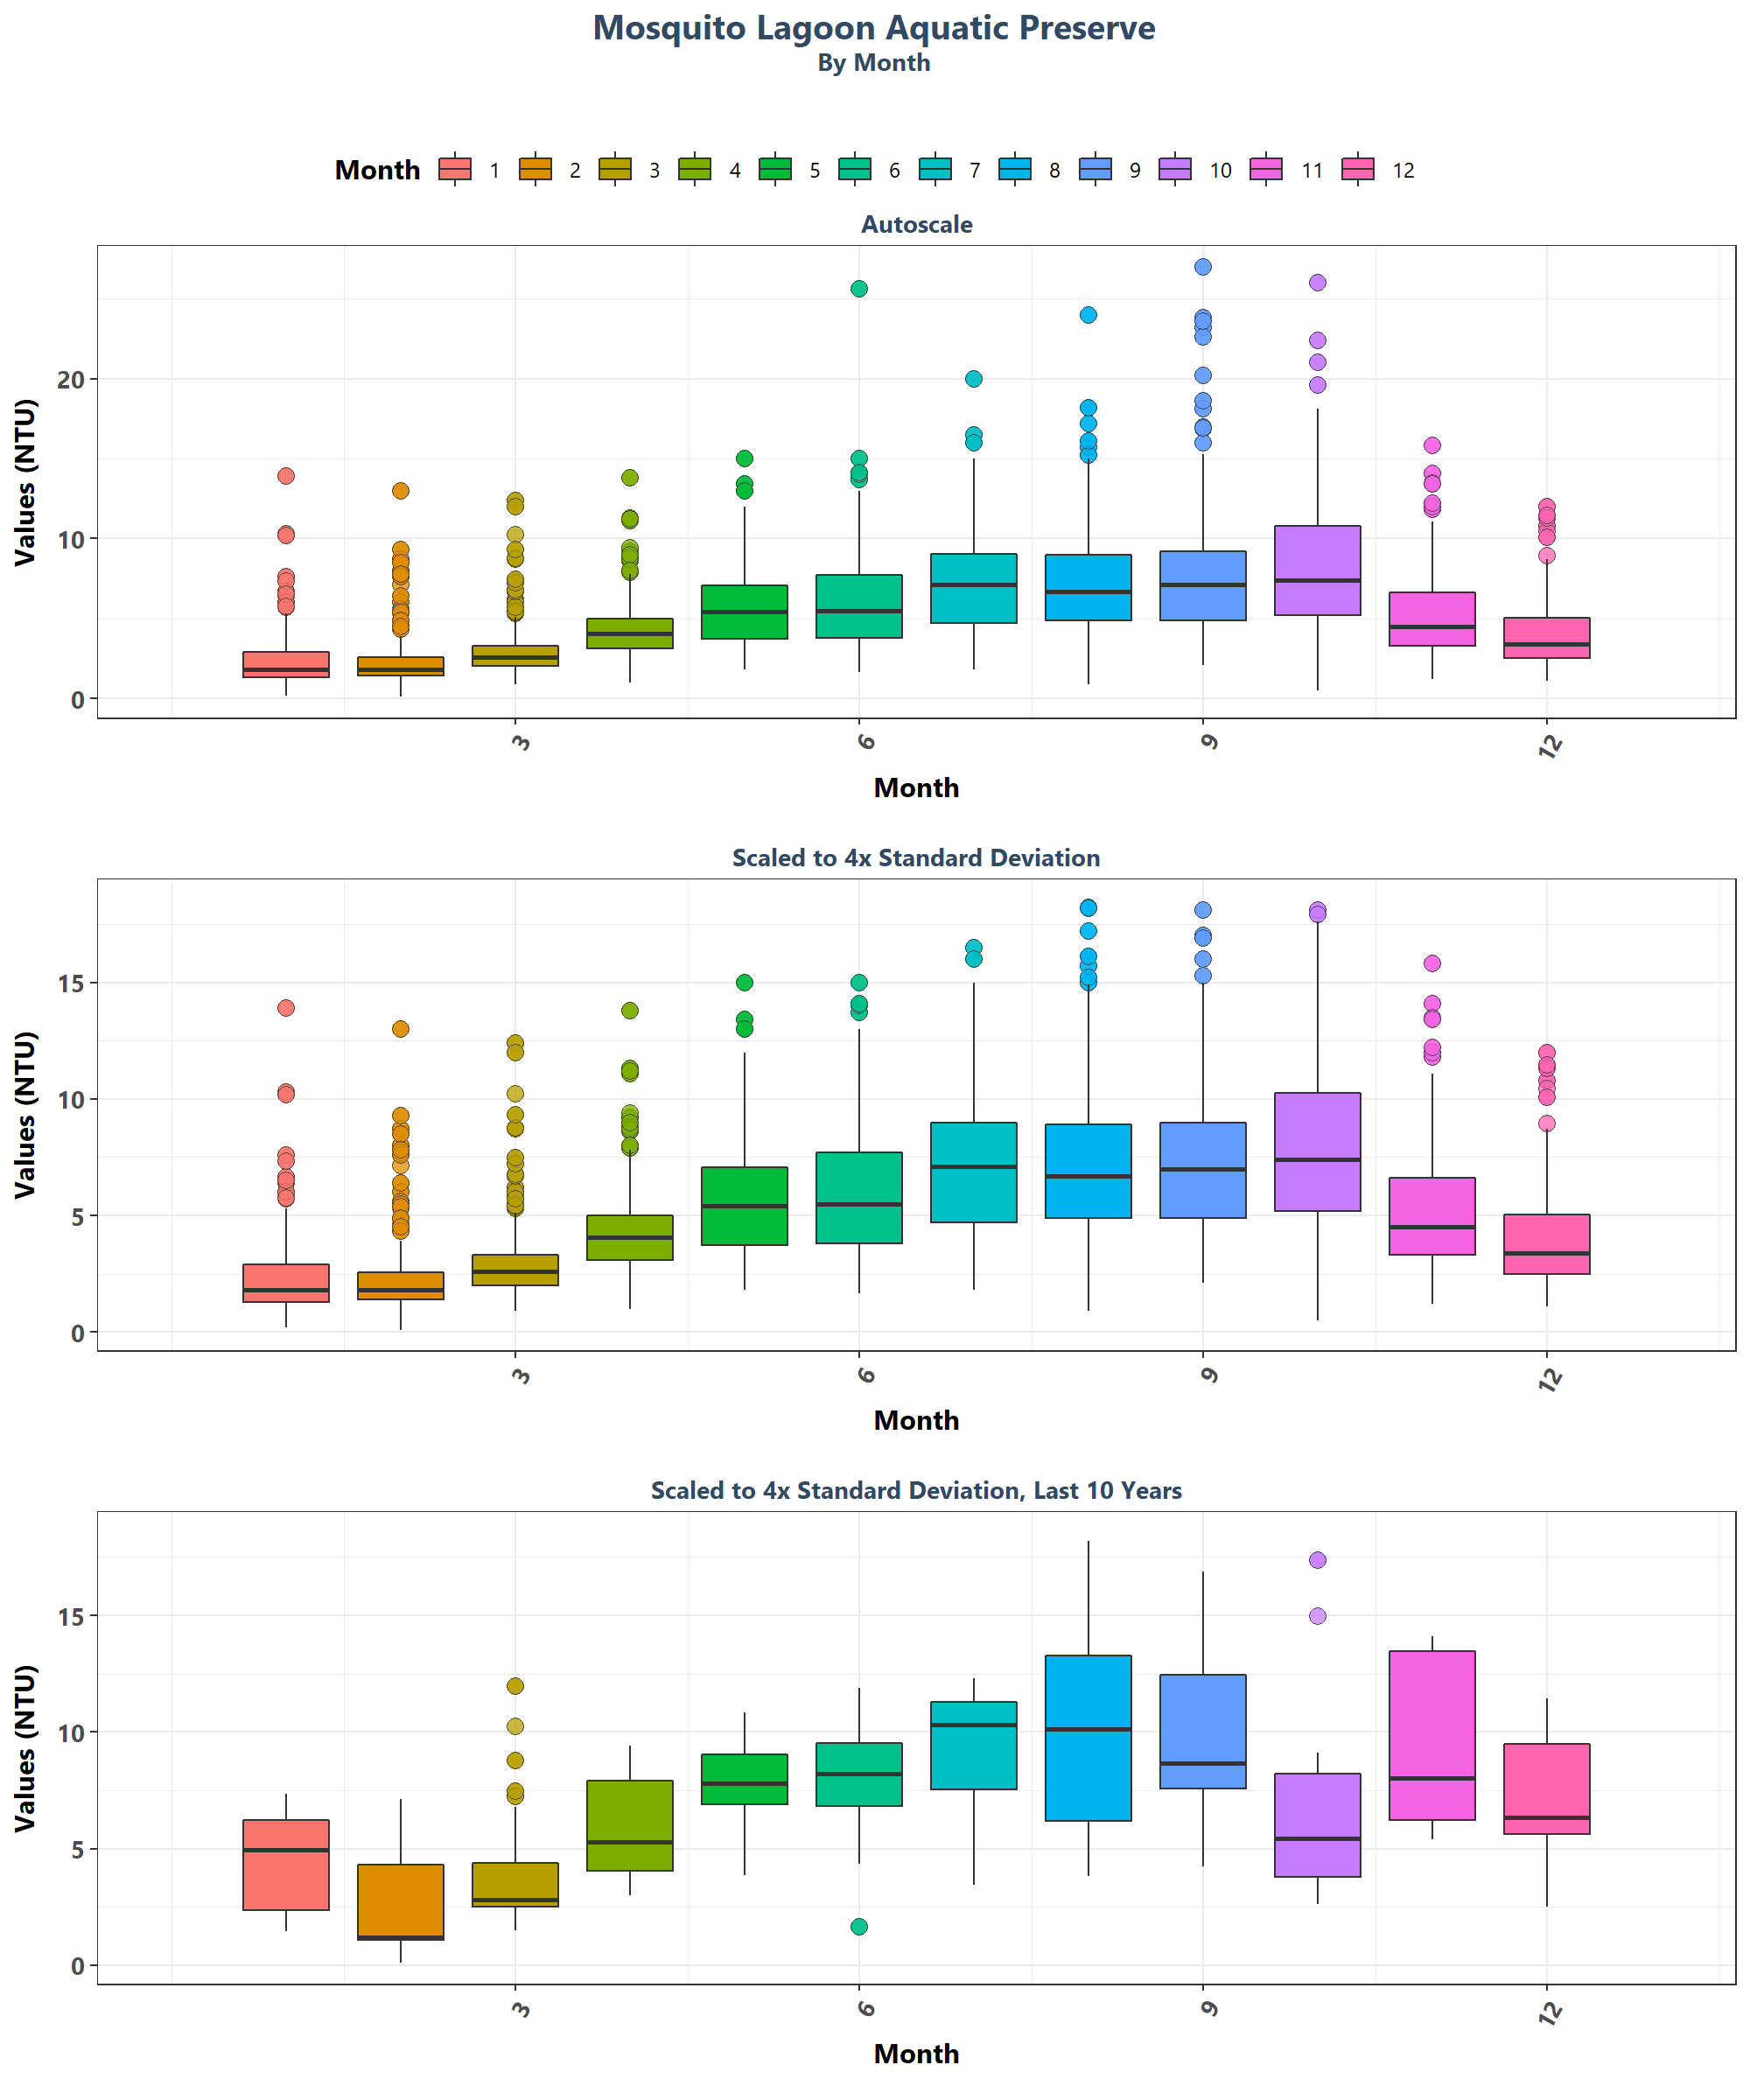 Mosquito Lagoon Aquatic Preserve
By Month
Month 1 2 3 4 5 6 7 8 9 10 11 12
Autoscale
Values (NTU)
20
10
0
3 6 9 12
Month
Scaled to 4x Standard Deviation
Values (NTU)
15
10
5
0
3 6 9 12
Month
Scaled to 4x Standard Deviation, Last 10 Years
Values (NTU)
15
10
5
0
3 6 9 12
Month